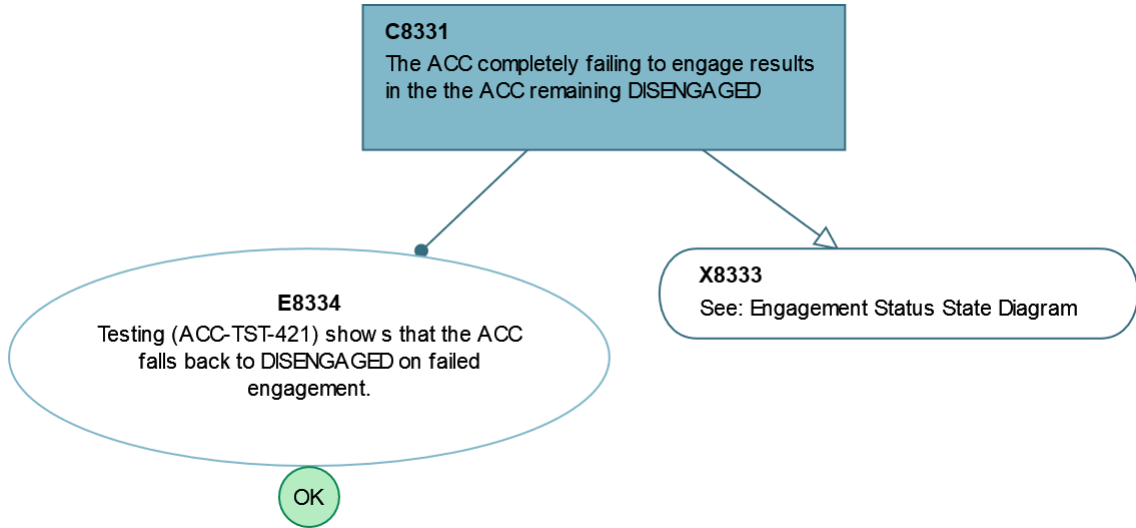 C8331
The ACC completely failing to engage results
in the the ACC remaining DISENGAGED
E8334
Testing (ACC-TST-421) shows that the ACC
falls back to DISENGAGED on failed
engagement.
X8333
See: Engagement Status State Diagram
OK